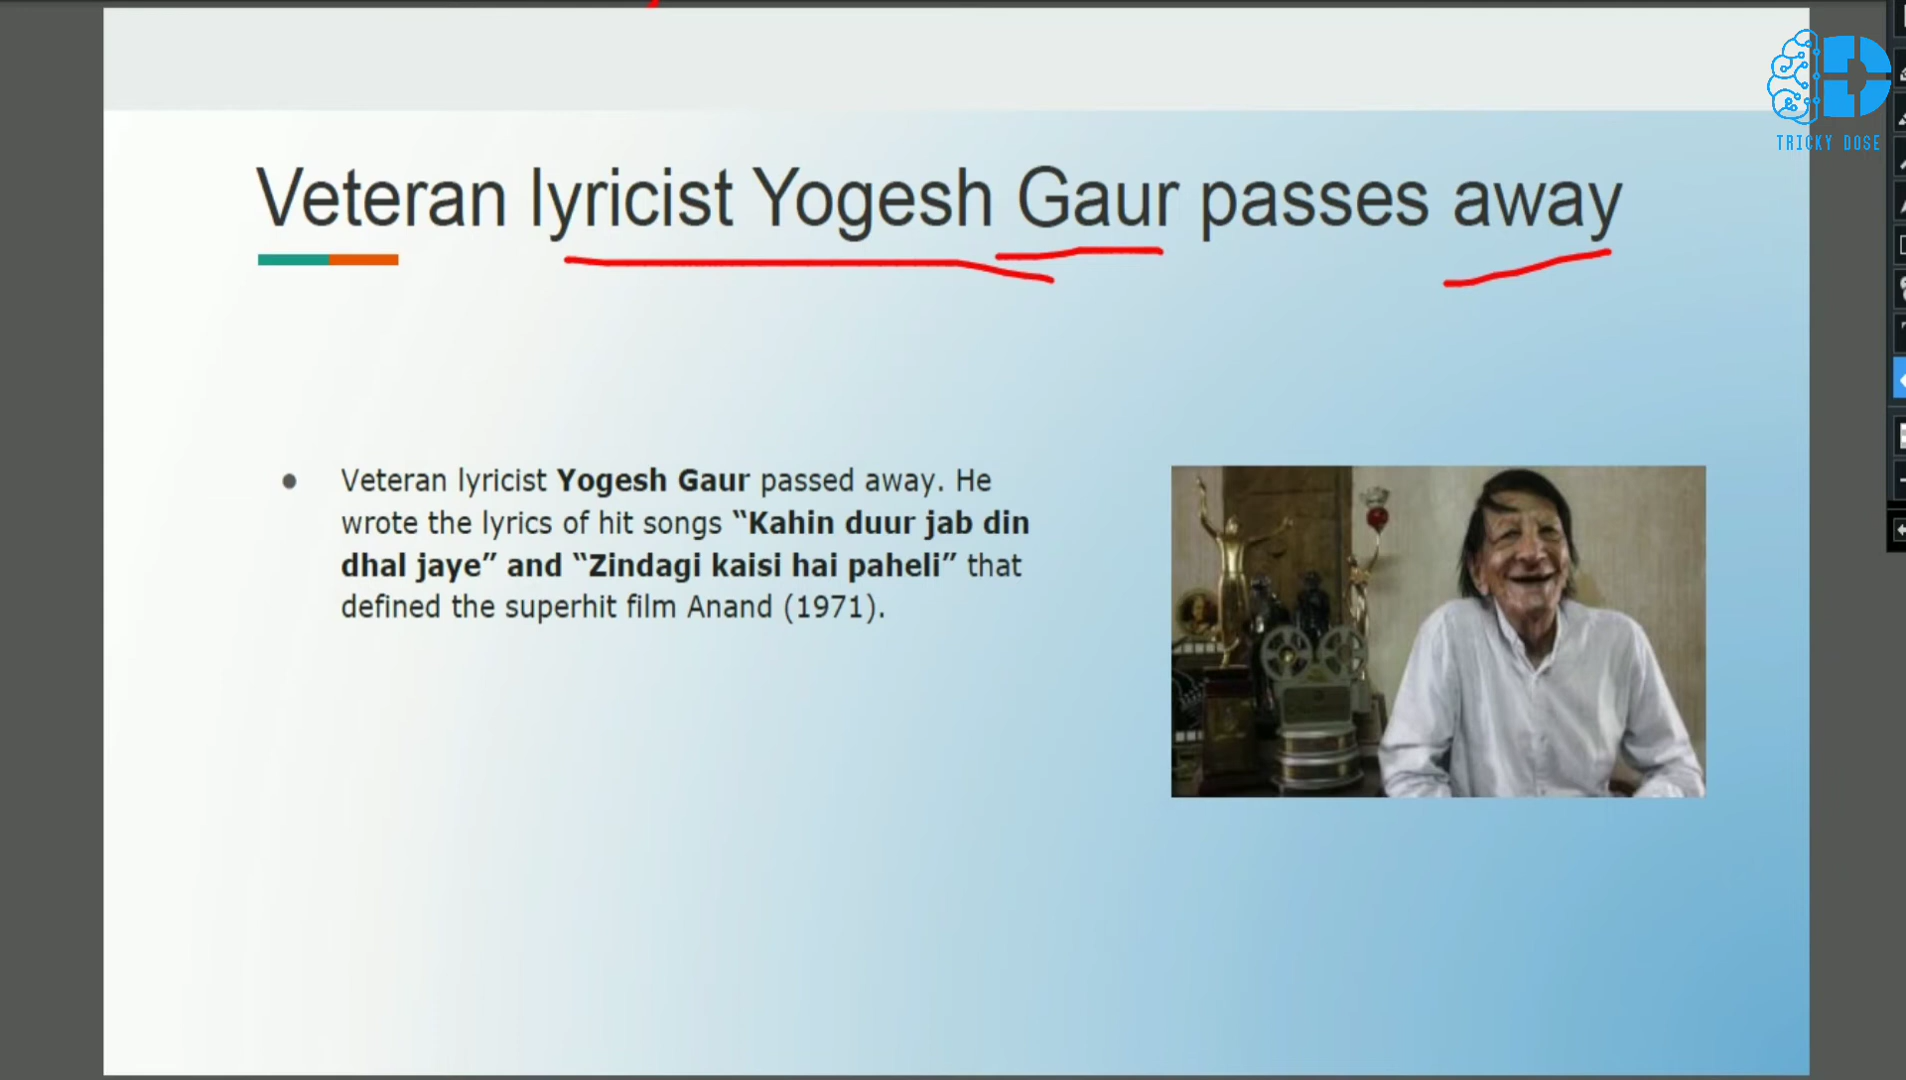 TRICKY DOSE
Veteran lyricist Yogesh Gaur passes away
Veteran lyricist Yogesh Gaur passed away. He
wrote the lyrics of hit songs “Kahin duur jab din
dhal jaye” and “Zindagi kaisi hai paheli” that
defined the superhit film Anand (1971).